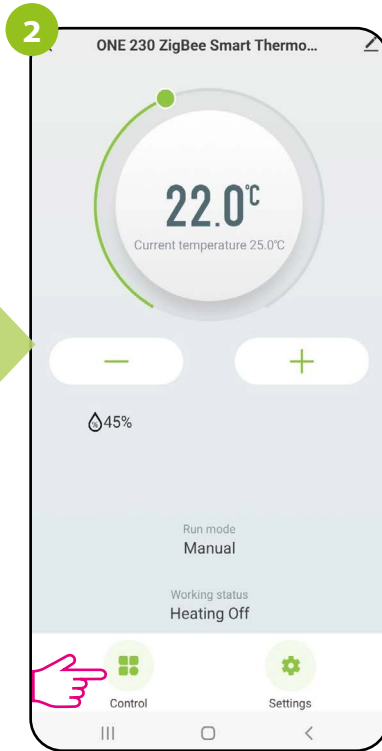 2
ONE 230 ZigBee Smart Thermo...
22.0°C
Current temperature 25.0°C
45%
Run mode
Manual
Working status
Heating Off
Control
Settings